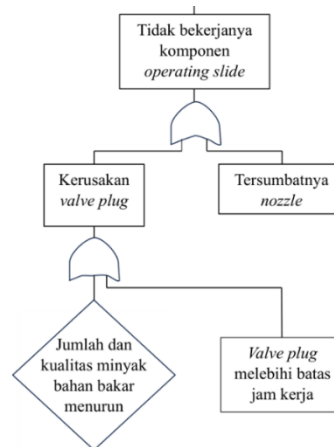 Tidak bekerjanya
komponen
operating slide
Kerusakan
valve plug
Tersumbatnya
nozzle
Jumlah dan
kualitas minyak
bahan bakar
menurun
Valve plug
melebihi batas
jam kerja